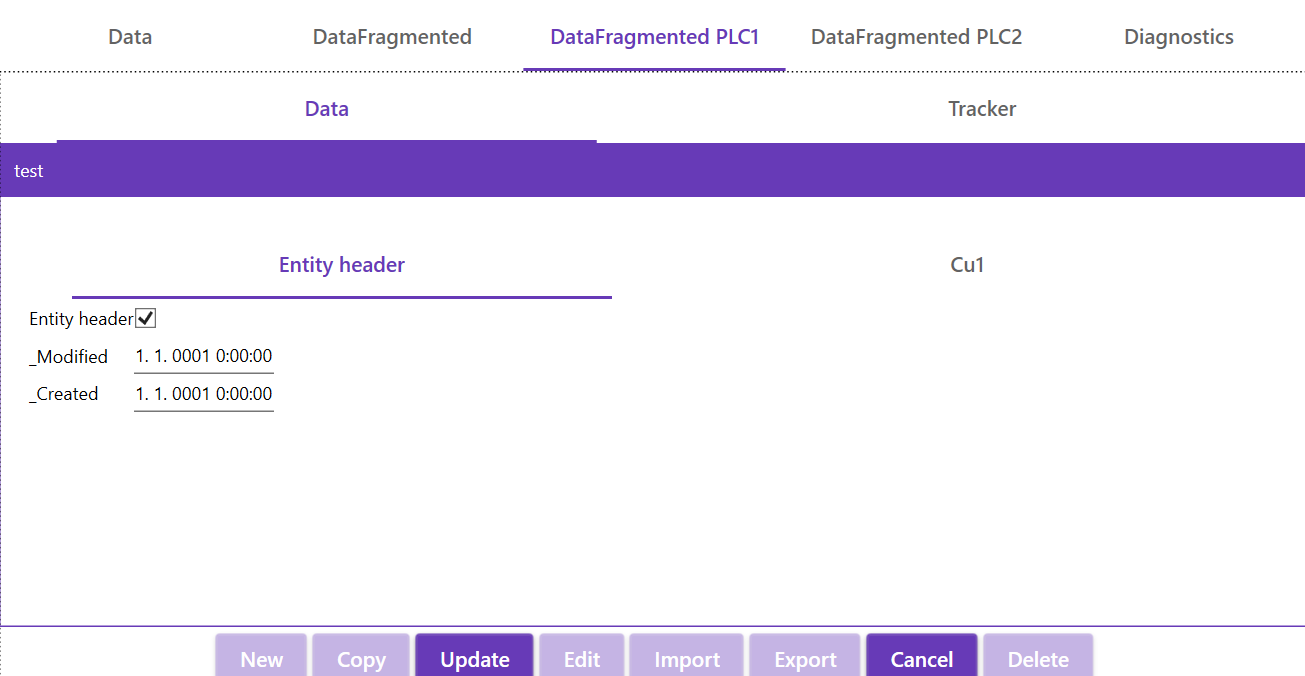 Data DataFragmented DataFragmented PLC1 DataFragmented PLC2 Diagnostics
Data Tracker
test
Entity header Cu1
Entity header
_Modified 1. 1. 0001 0:00:00
_Created 1. 1. 0001 0:00:00
New Copy Update Edit Import Export Cancel Delete